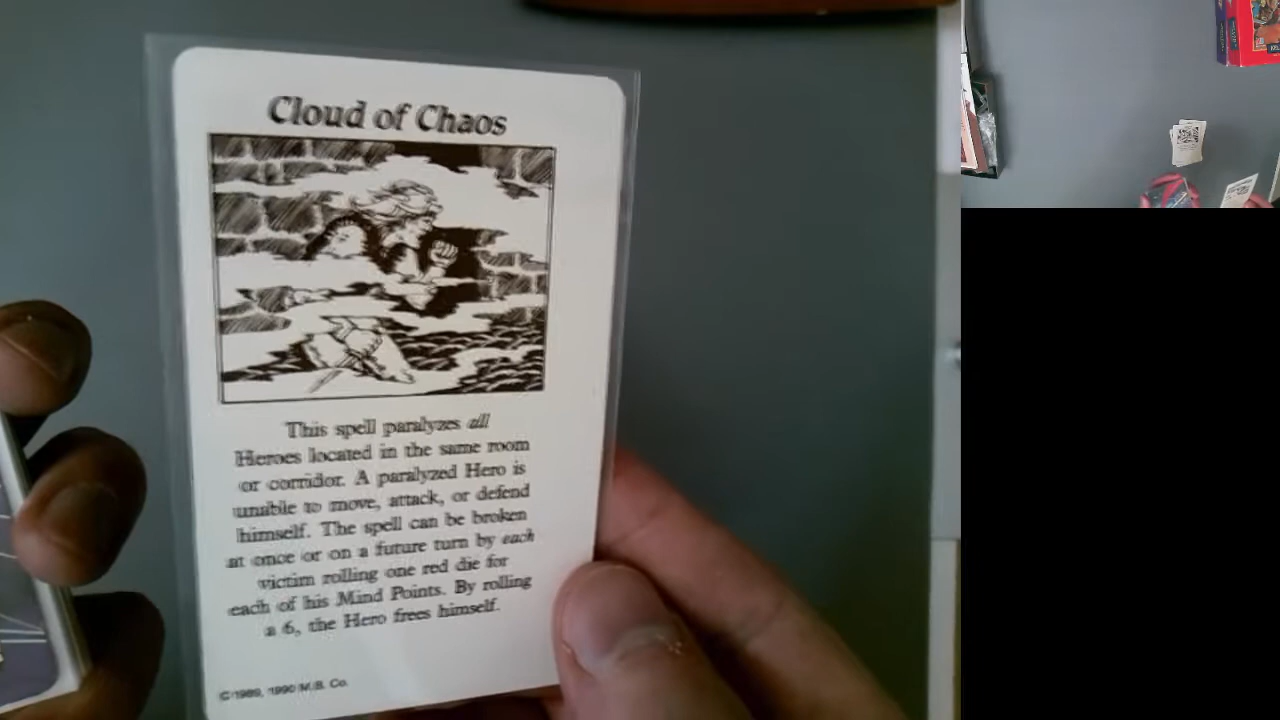 Cloud of Chaos
This spell paralyzes all
Heroes located in the same room
or corridor. A paralyzed Hero is
unable to move, attack, or defend
himself. The spell can be broken
at once or on a future turn by each
victim rolling one red die for
each of his Mind Points. By rolling
a 6, the Hero frees himself.
© 1989, 1990 M.B. Co.